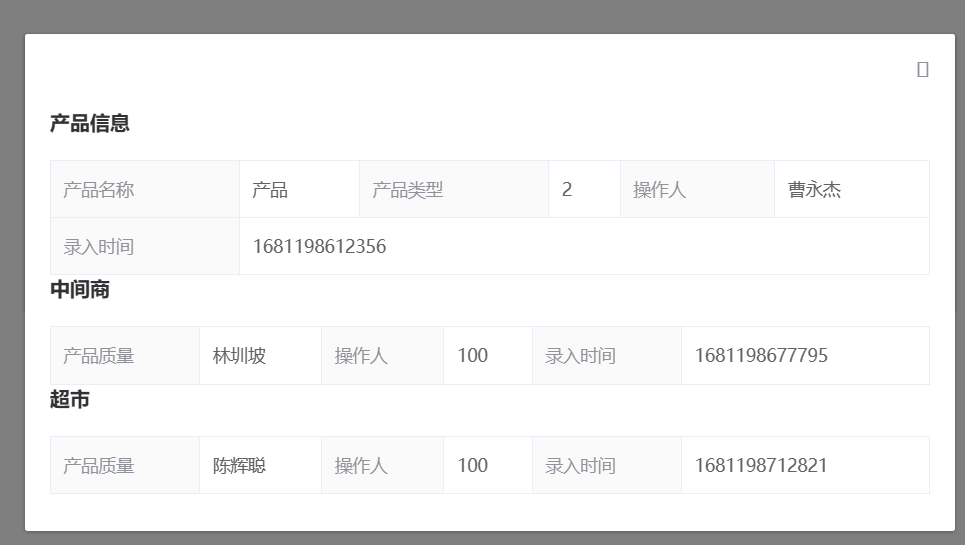 产品信息
产品名称 产品 产品类型 2 操作人 曹永杰
录入时间 1681198612356
中间商
产品质量 林圳坡 操作人 100 录入时间 1681198677795
超市
产品质量 陈辉聪 操作人 100 录入时间 1681198712821